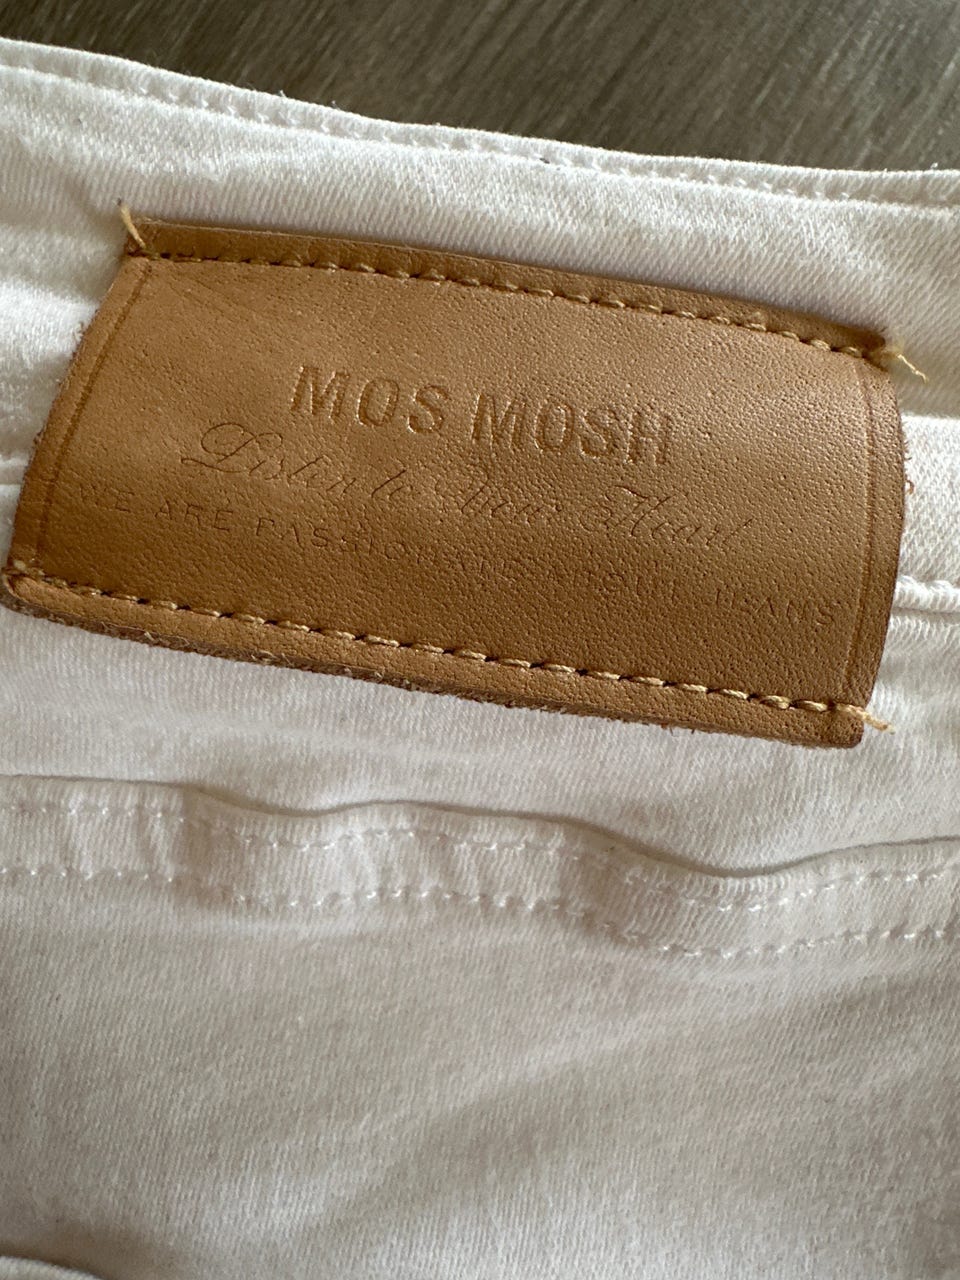 MOS MOSH
Listen to Your Heart
WE ARE PASSIONATE ABOUT JEANS